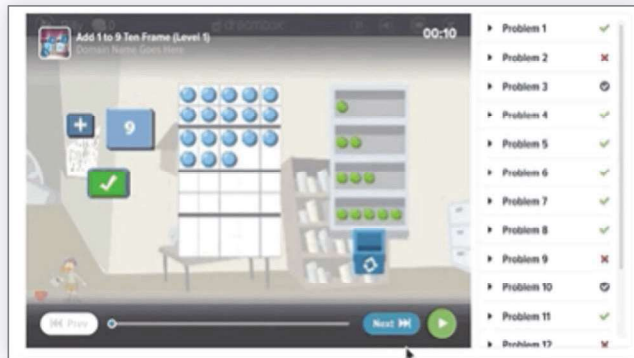 Add 1 to 9 Ten Frame (Level 1)
Domain Name Goes Here
00:10
+
9
Prev
Next
Problem 1
Problem 2
Problem 3
Problem 4
Problem 5
Problem 6
Problem 7
Problem 8
Problem 9
Problem 10
Problem 11
Problem 12